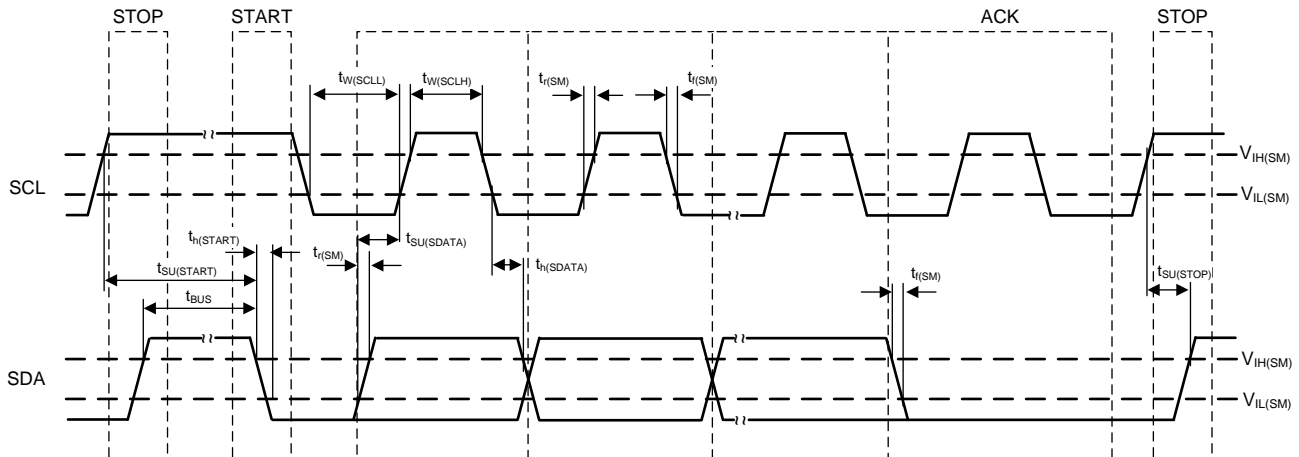 STOP START ACK STOP
tW(SCLL) tW(SCLH) tr(SM) tf(SM)
VIH(SM)
SCL
VIL(SM)
th(START) tr(SM) tSU(SDATA)
tSU(START) th(SDATA) tf(SM) tSU(STOP)
tBUS
VIH(SM)
SDA
VIL(SM)